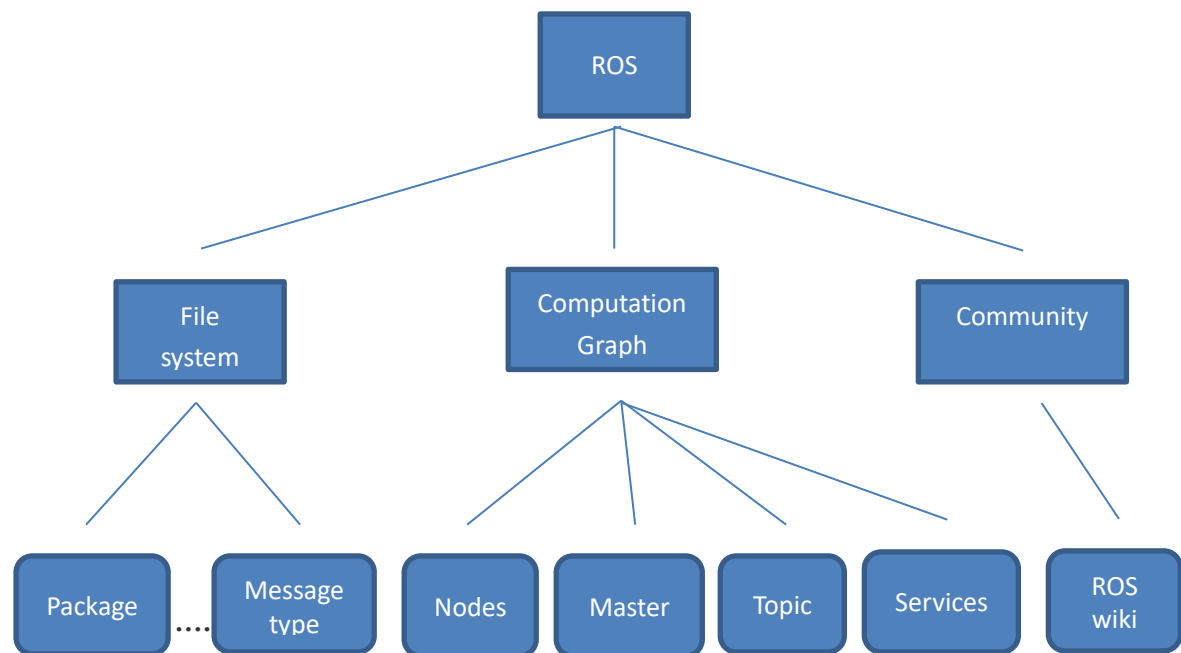 ROS
File
system
Computation
Graph
Community
Package
....
Message
type
Nodes
Master
Topic
Services
ROS
wiki